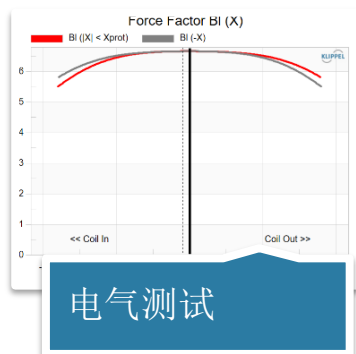 Force Factor Bl (X)
Bl (|X| < Xprot) Bl (-X)
KLIPPEL
6
5
4
3
2
1
0
<< Coil In Coil Out >>
电气测试